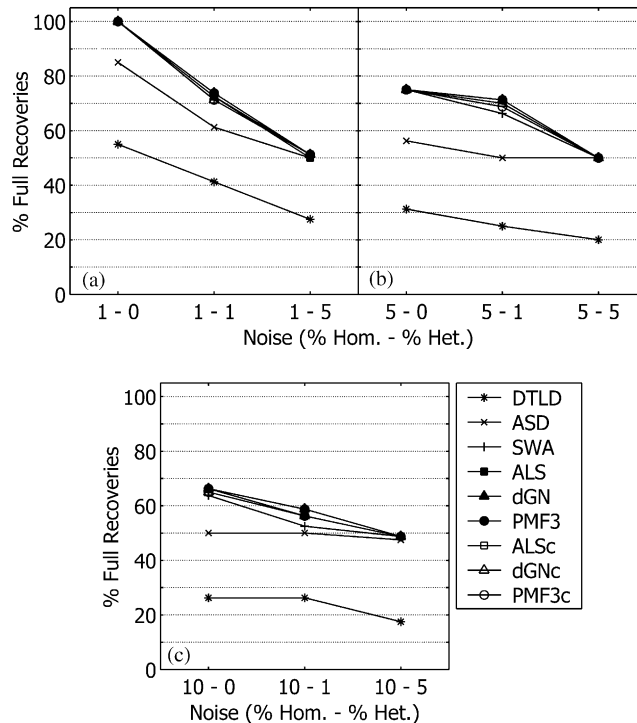 100
80
60
40
20
0
% Full Recoveries
(a)
(b)
1 - 0
1 - 1
1 - 5
5 - 0
5 - 1
5 - 5
Noise (% Hom. - % Het.)
100
80
60
40
20
0
% Full Recoveries
(c)
10 - 0
10 - 1
10 - 5
Noise (% Hom. - % Het.)
DTLD
ASD
SWA
ALS
dGN
PMF3
ALSc
dGNc
PMF3c